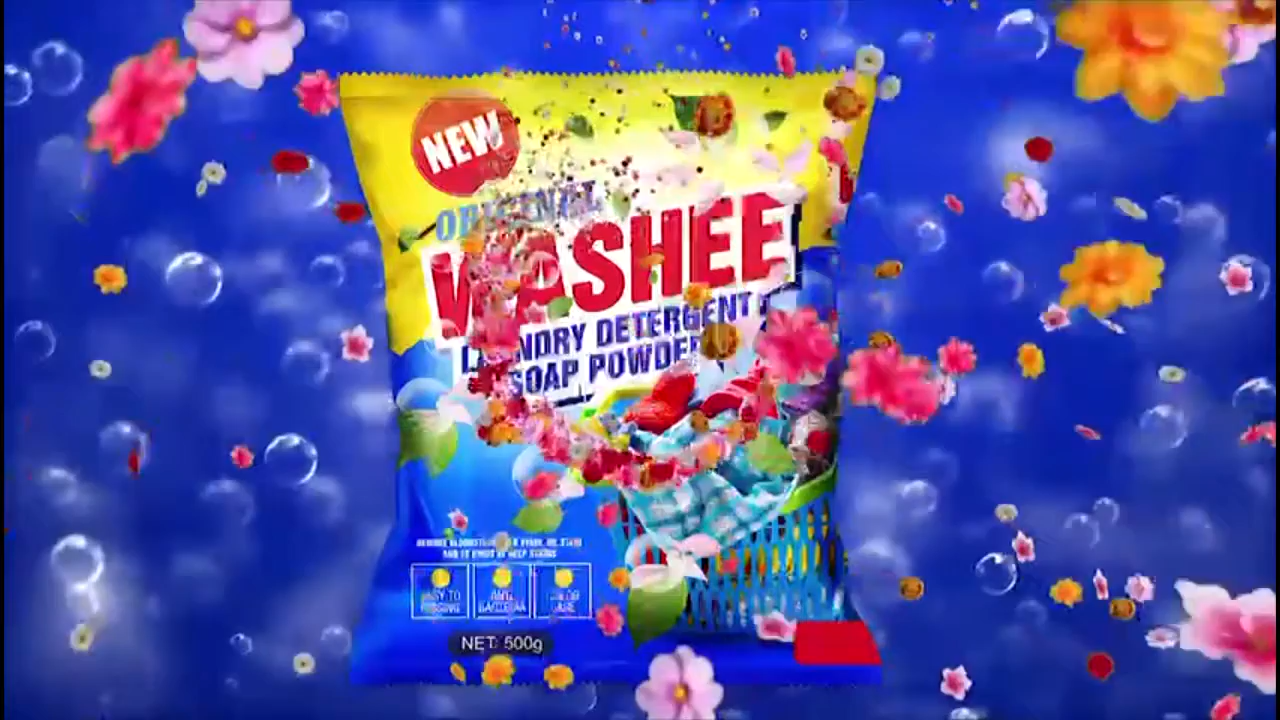 NEW
ORIGINAL
WASHEE
LAUNDRY DETERGENT
SOAP POWDER
EASY TO
ANTI
BACTERIA
COLOR
CARE
NET: 500g